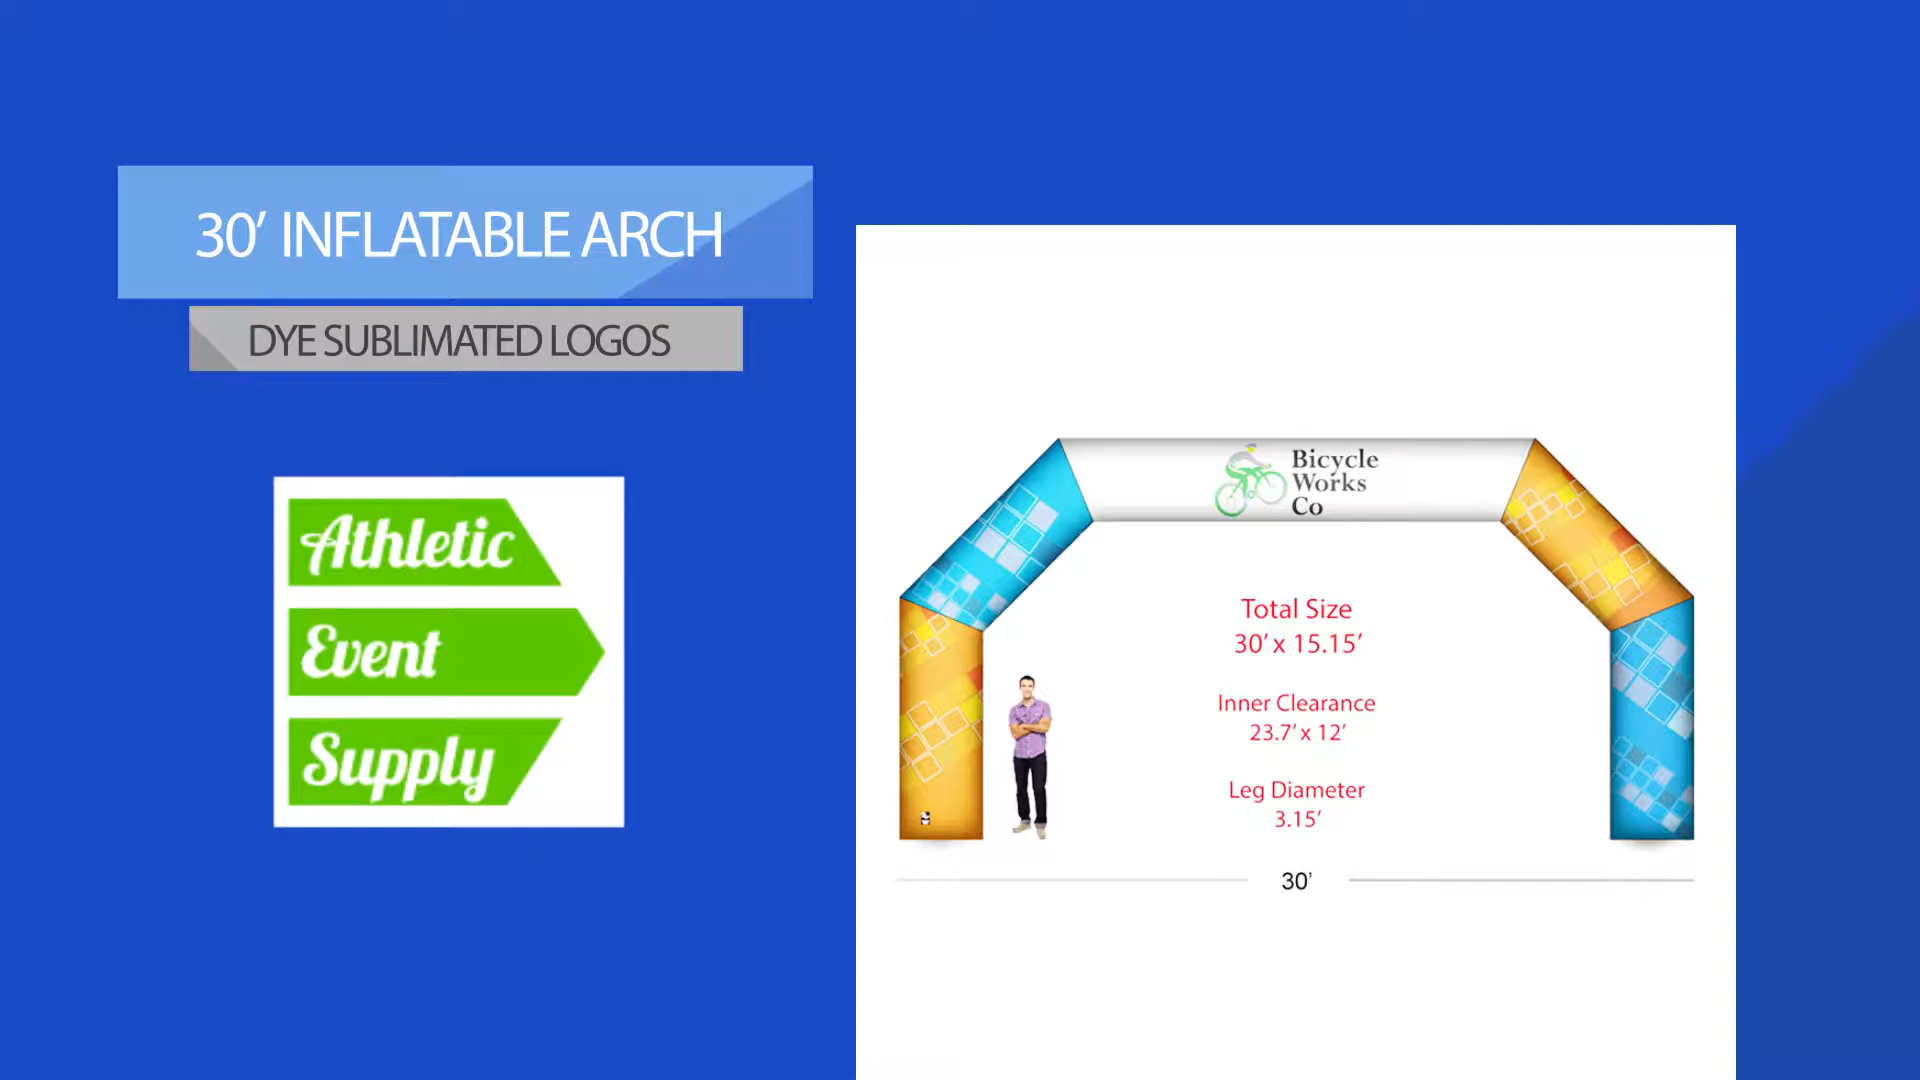 30’ INFLATABLE ARCH
DYE SUBLIMATED LOGOS
Athletic
Event
Supply
Bicycle
Works
Co
Total Size
30’ x 15.15’
Inner Clearance
23.7’ x 12’
Leg Diameter
3.15’
30'